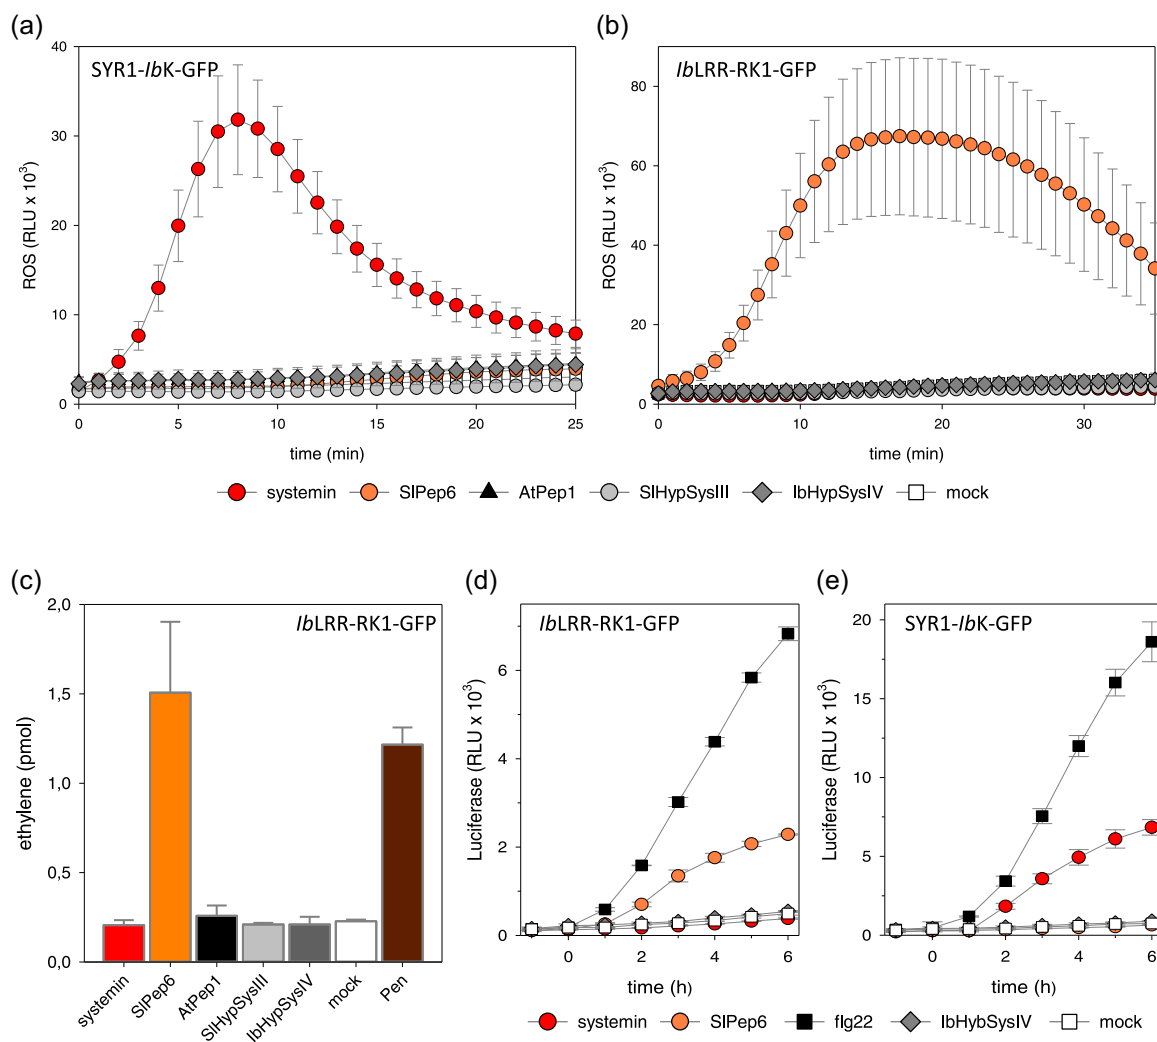 (a)
SYR1-IbK-GFP
40
30
20
10
0
ROS (RLU x 10³)
0 5 10 15 20 25
time (min)
(b)
IbLRR-RK1-GFP
80
60
40
20
0
ROS (RLU x 10³)
0 10 20 30
time (min)
systemin SlPep6 AtPep1 SlHypSysIII IbHypSysIV mock
(c)
IbLRR-RK1-GFP
2,0
1,5
1,0
0,5
0,0
ethylene (pmol)
systemin SlPep6 AtPep1 SlHypSysIII IbHypSysIV mock Pen
(d)
IbLRR-RK1-GFP
6
4
2
0
Luciferase (RLU x 10³)
0 2 4 6
time (h)
(e)
SYR1-IbK-GFP
20
15
10
5
0
Luciferase (RLU x 10³)
0 2 4 6
time (h)
systemin SlPep6 flg22 IbHybSysIV mock